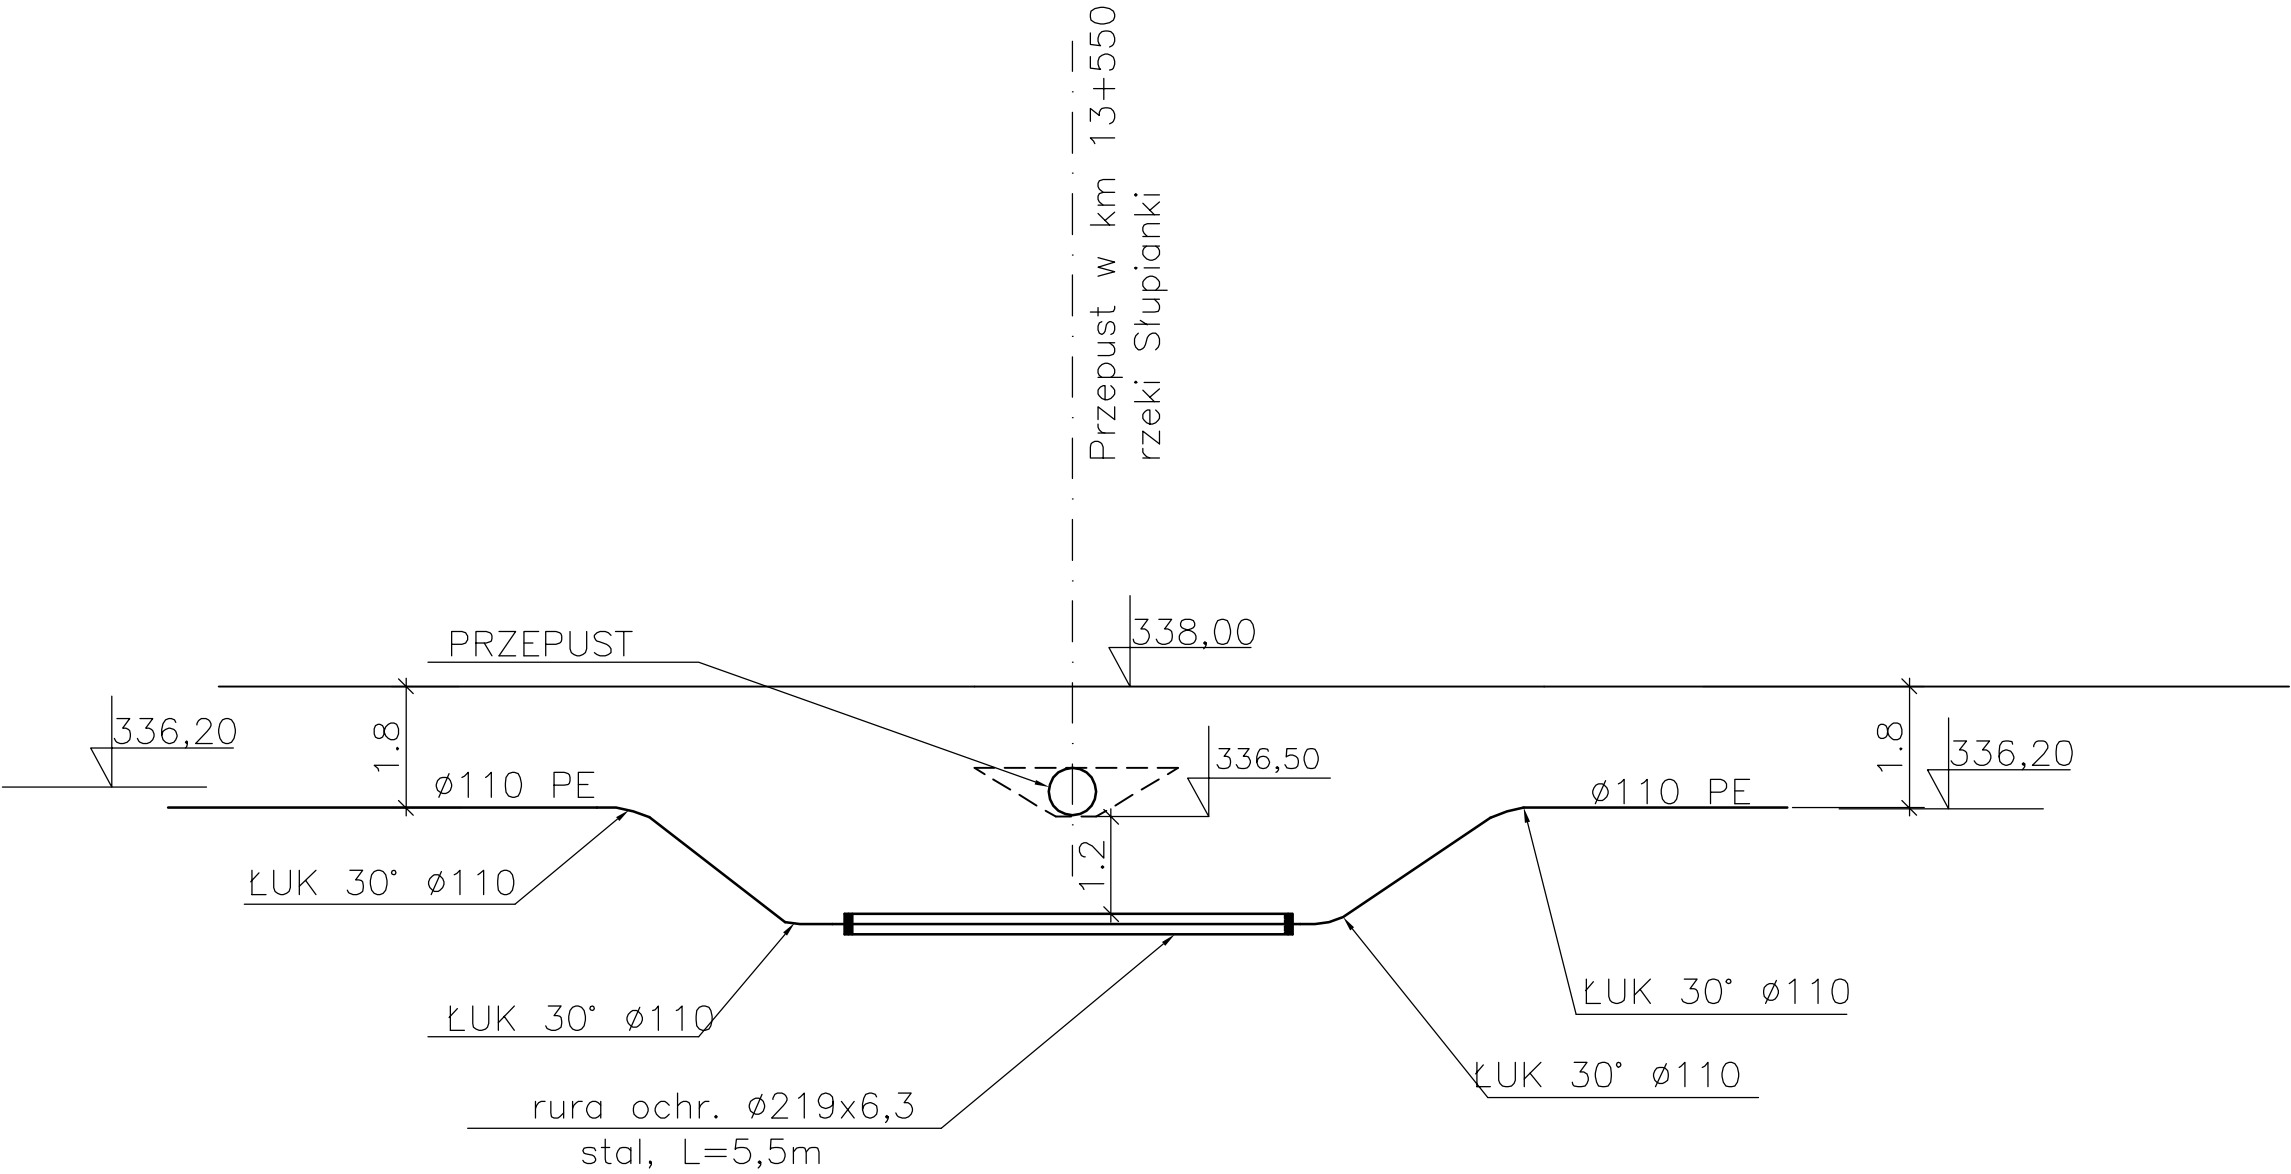 Przepust w km 13+550
rzeki Słupianki
PRZEPUST
338,00
336,20
1.8
ø110 PE
336,50
1.8
336,20
ø110 PE
1.2
ŁUK 30° ø110
ŁUK 30° ø110
ŁUK 30° ø110
ŁUK 30° ø110
rura ochr. ø219x6,3
stal, L=5,5m